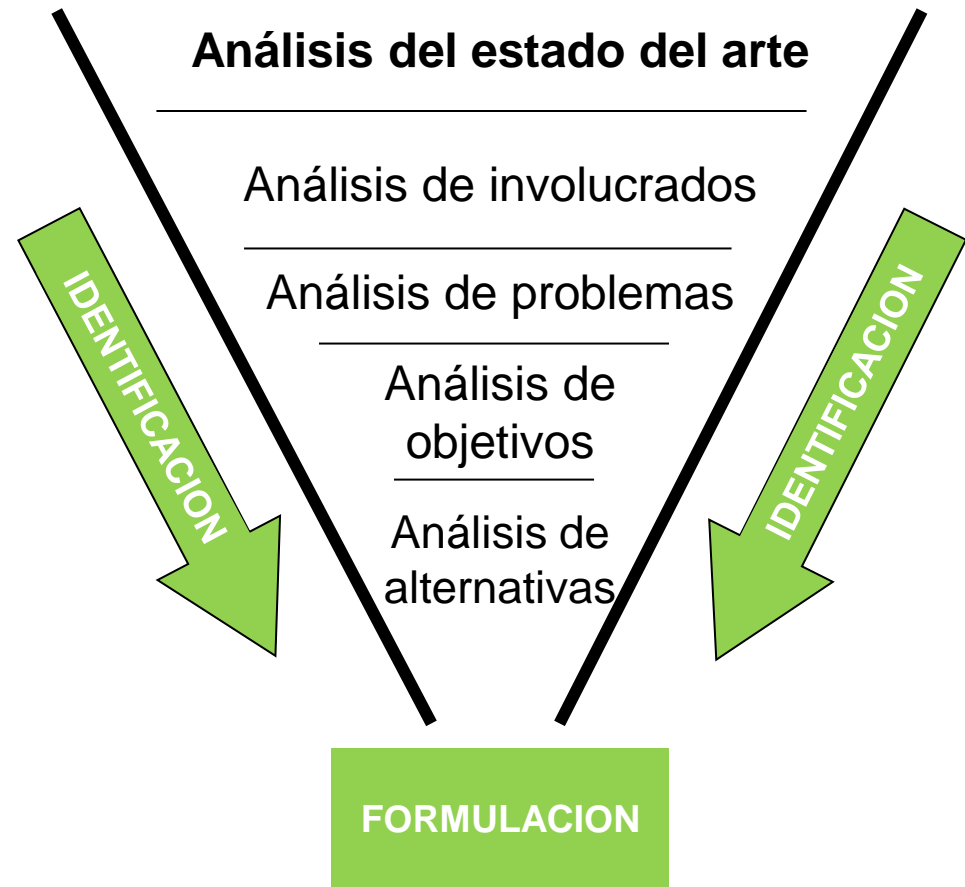 Análisis del estado del arte
Análisis de involucrados
Análisis de problemas
Análisis de
objetivos
Análisis de
alternativas
IDENTIFICACION
IDENTIFICACION
FORMULACION